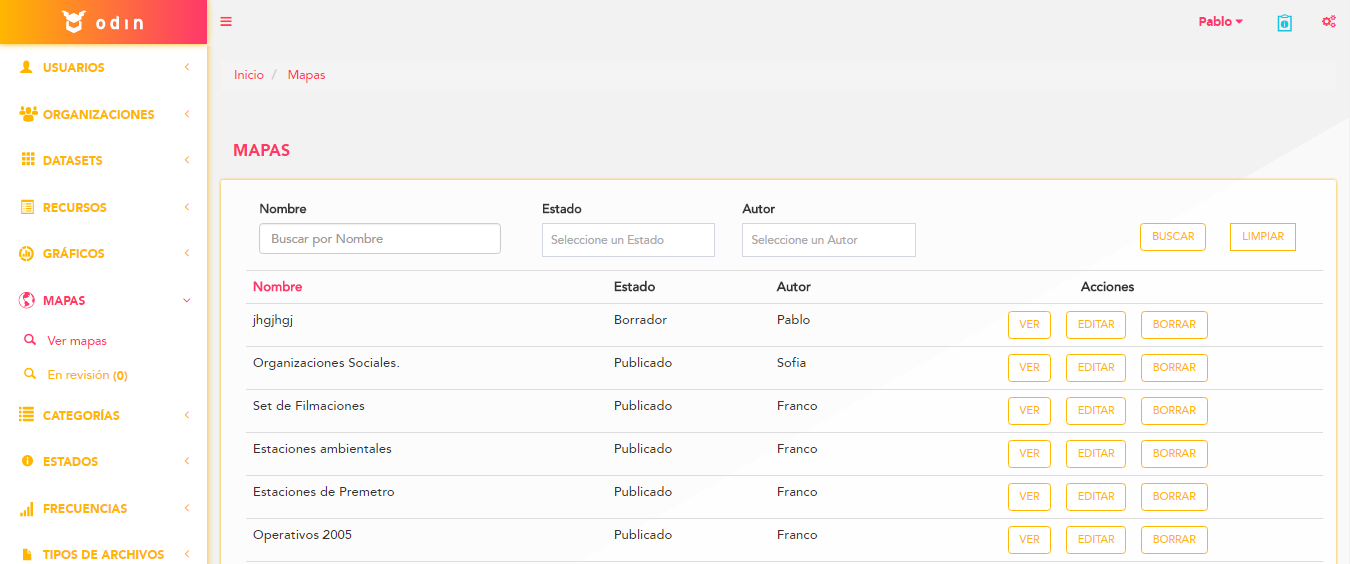 odin
Pablo
USUARIOS
ORGANIZACIONES
DATASETS
RECURSOS
GRÁFICOS
MAPAS
Ver mapas
En revisión (0)
CATEGORÍAS
ESTADOS
FRECUENCIAS
TIPOS DE ARCHIVOS
Inicio / Mapas
MAPAS
Nombre Estado Autor
Buscar por Nombre Seleccione un Estado Seleccione un Autor BUSCAR LIMPIAR
Nombre Estado Autor Acciones
jhgjhgj Borrador Pablo VER EDITAR BORRAR
Organizaciones Sociales. Publicado Sofia VER EDITAR BORRAR
Set de Filmaciones Publicado Franco VER EDITAR BORRAR
Estaciones ambientales Publicado Franco VER EDITAR BORRAR
Estaciones de Premetro Publicado Franco VER EDITAR BORRAR
Operativos 2005 Publicado Franco VER EDITAR BORRAR